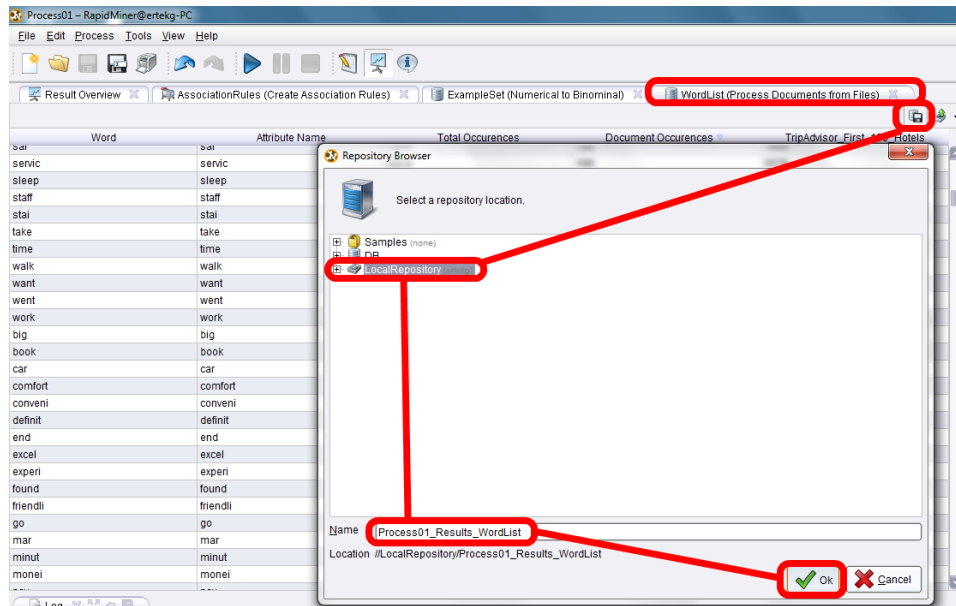 Process01 – RapidMiner@ertekg-PC
File Edit Process Tools View Help
Result Overview AssociationRules (Create Association Rules) ExampleSet (Numerical to Binominal) WordList (Process Documents from Files)
Word Attribute Name Total Occurences Document Occurences TripAdvisor_First_ Hotels
sai sai
servic servic
sleep sleep
staff staff
stai stai
take take
time time
walk walk
want want
went went
work work
big big
book book
car car
comfort comfort
conveni conveni
definit definit
end end
excel excel
experi experi
found found
friendli friendli
go go
mar mar
minut minut
monei monei
Repository Browser
Select a repository location.
Samples (none)
DB
LocalRepository
Name Process01_Results_WordList
Location //LocalRepository/Process01_Results_WordList
Ok Cancel
Log